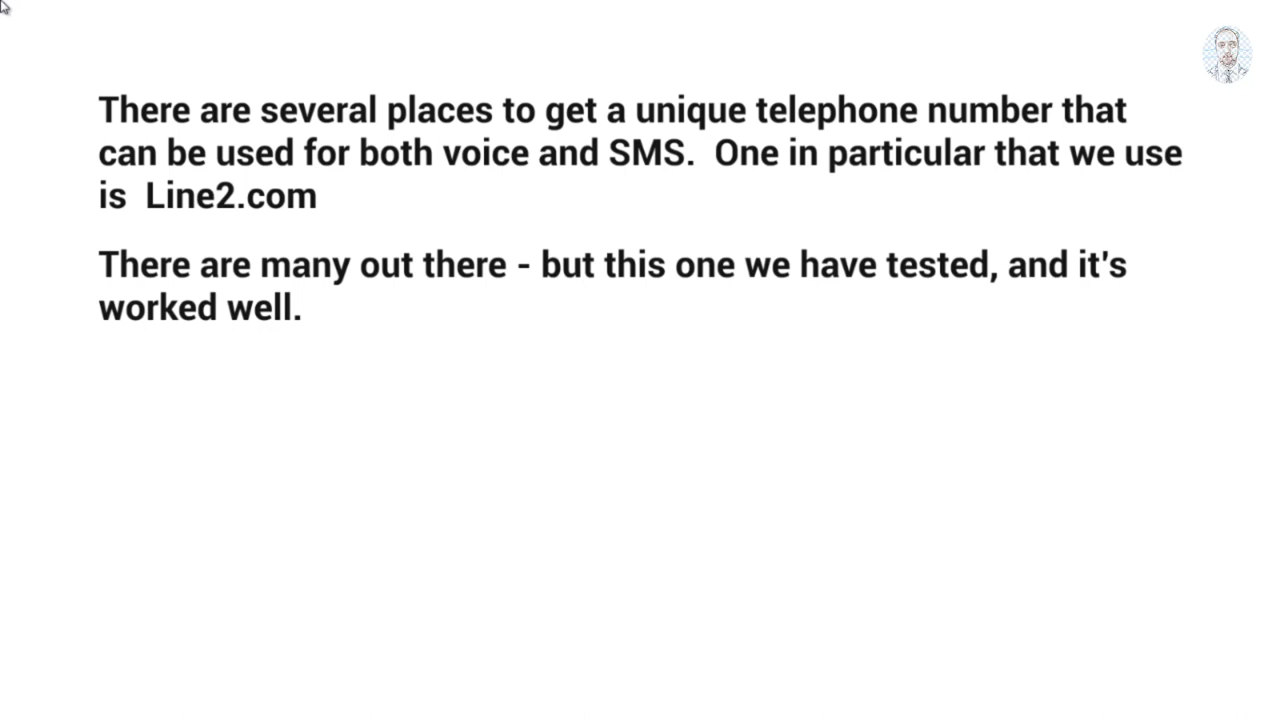 There are several places to get a unique telephone number that
can be used for both voice and SMS.  One in particular that we use
is  Line2.com
There are many out there - but this one we have tested, and it's
worked well.